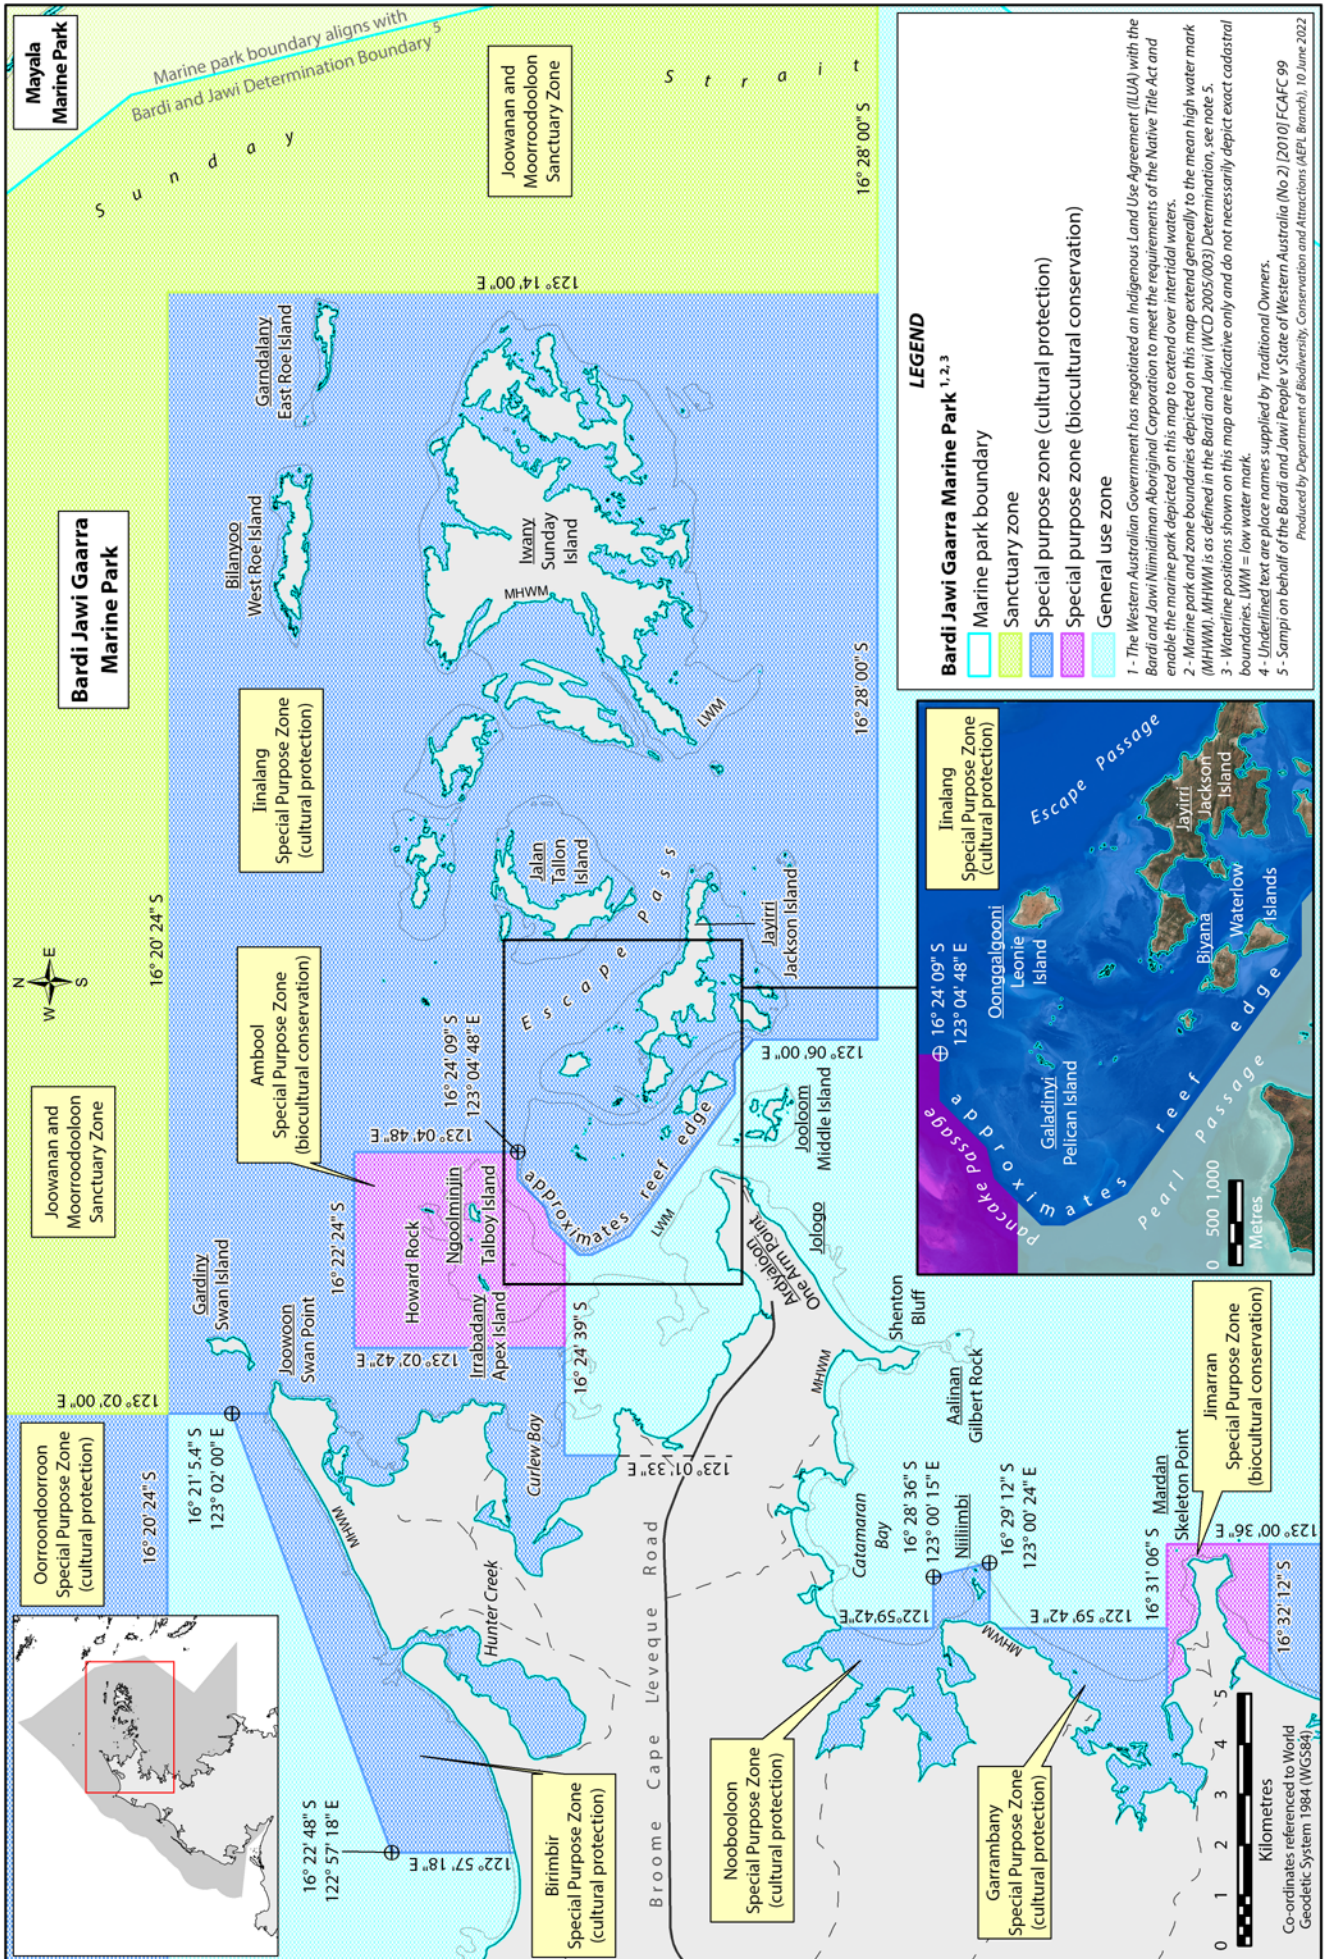 Mayala
Marine Park
Marine park boundary aligns with
Bardi and Jawi Determination Boundary 5
Sunday
Strait
Joowanan and
Moorroodooloon
Sanctuary Zone
16° 28' 00" S
123° 14' 00" E
Bardi Jawi Gaarra
Marine Park
Garndalany
East Roe Island
Bilanyoo
West Roe Island
Iwany
Sunday
Island
MHWM
LWM
16° 28' 00" S
Iinalang
Special Purpose Zone
(cultural protection)
Jalan
Tallon
Island
Escape Pass
Jayirri
Jackson Island
16° 20' 24" S
N
W
E
S
Ambool
Special Purpose Zone
(biocultural conservation)
16° 24' 09" S
123° 04' 48" E
123° 04' 48" E
123° 06' 00" E
approximates reef edge
Joowanan and
Moorroodooloon
Sanctuary Zone
16° 22' 24" S
Howard Rock
Ngoolminjin
Talboy Island
Irrabadany
Apex Island
123° 02' 42" E
16° 24' 39" S
LWM
Jooloom
Middle Island
Ardyaloon
One Arm Point
Jologo
Shenton
Bluff
MHWM
Gardiny
Swan Island
Joowoon
Swan Point
123° 02' 00" E
Oorroondoorroon
Special Purpose Zone
(cultural protection)
16° 20' 24" S
16° 21' 5.4" S
123° 02' 00" E
MHWM
Curlew Bay
123° 01' 33" E
Hunter Creek
Broome Cape Leveque Road
Catamaran
Bay
Aalinan
Gilbert Rock
16° 28' 36" S
123° 00' 15" E
Niiliimbi
16° 29' 12" S
123° 00' 24" E
122° 59' 42" E
122° 59' 42" E
MHWM
16° 31' 06" S
Mardan
Skeleton Point
123° 00' 36" E
16° 32' 12" S
Jimarran
Special Purpose Zone
(biocultural conservation)
16° 22' 48" S
122° 57' 18" E
122° 57' 18" E
Birimbir
Special Purpose Zone
(cultural protection)
Noobooloon
Special Purpose Zone
(cultural protection)
Garrambany
Special Purpose Zone
(cultural protection)
0 1 2 3 4 5
Kilometres
Co-ordinates referenced to World
Geodetic System 1984 (WGS84)
Iinalang
Special Purpose Zone
(cultural protection)
Escape Passage
16° 24' 09" S
123° 04' 48" E
Oonggalgooni
Leonie
Island
Jayirri
Jackson
Island
Biyana
Waterlow
Islands
Galadinyi
Pelican Island
Pancake Passage
approximates reef edge
Pearl Passage
0 500 1,000
Metres
LEGEND
Bardi Jawi Gaarra Marine Park 1, 2, 3
Marine park boundary
Sanctuary zone
Special purpose zone (cultural protection)
Special purpose zone (biocultural conservation)
General use zone
1 - The Western Australian Government has negotiated an Indigenous Land Use Agreement (ILUA) with the
Bardi and Jawi Niimidiman Aboriginal Corporation to meet the requirements of the Native Title Act and
enable the marine park depicted on this map to extend over intertidal waters.
2 - Marine park and zone boundaries depicted on this map extend generally to the mean high water mark
(MHWM). MHWM is as defined in the Bardi and Jawi (WCD 2005/003) Determination, see note 5.
3 - Waterline positions shown on this map are indicative only and do not necessarily depict exact cadastral
boundaries. LWM = low water mark.
4 - Underlined text are place names supplied by Traditional Owners.
5 - Sampi on behalf of the Bardi and Jawi People v State of Western Australia (No 2) [2010] FCAFC 99
Produced by Department of Biodiversity, Conservation and Attractions (AEPL Branch), 10 June 2022